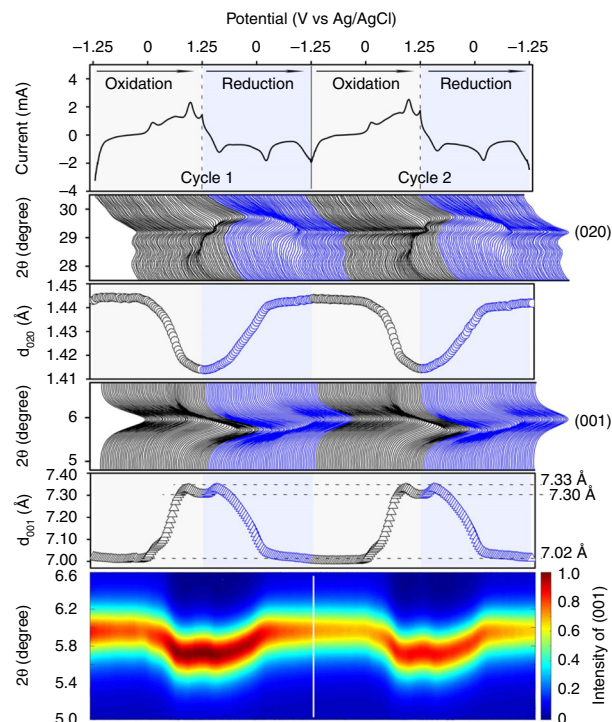 Potential (V vs Ag/AgCl)
–1.25 0 1.25 0 –1.25 0 1.25 0 –1.25
4
2
0
–2
–4
Current (mA)
Oxidation Reduction Oxidation Reduction
Cycle 1 Cycle 2
30
29
28
2θ (degree)
(020)
1.45
1.44
1.43
1.42
1.41
d020 (Å)
6
5
2θ (degree)
(001)
7.40
7.30
7.20
7.10
7.00
d001 (Å)
7.33 Å
7.30 Å
7.02 Å
6.6
6.2
5.8
5.4
5.0
2θ (degree)
1.0
0.8
0.6
0.4
0.2
0
Intensity of (001)